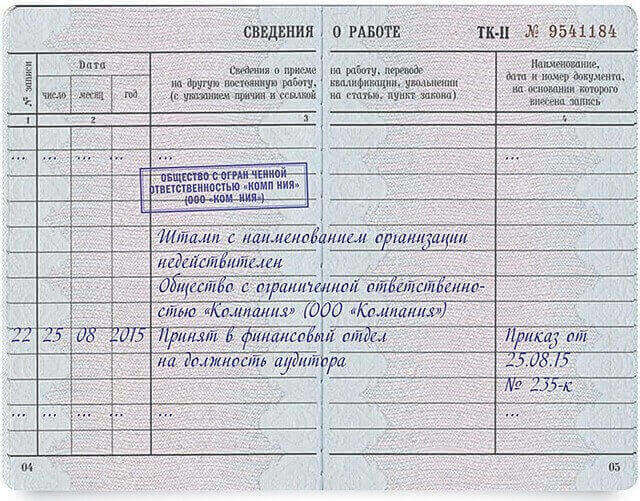 СВЕДЕНИЯ О РАБОТЕ ТК-II № 9541184
№ записи
Дата
число месяц год
Сведения о приеме на работу, переводе
на другую постоянную работу, квалификации, увольнении
(с указанием причин и ссылкой на статью, пункт закона)
Наименование,
дата и номер документа,
на основании которого
внесена запись
1 2 3 4
... ... ... ... ... ...
ОБЩЕСТВО С ОГРАН ЧЕННОЙ
ОТВЕТСТВЕННОСТЬЮ «КОМП НИЯ»
(ООО «КОМ НИЯ»)
Штамп с наименованием организации
недействителен
Общество с ограниченной ответственно-
стью «Компания» (ООО «Компания»)
22 25 08 2015 Принят в финансовый отдел Приказ от
на должность аудитора 25.08.15
№ 235-к
... ... ... ... ... ...
04 05